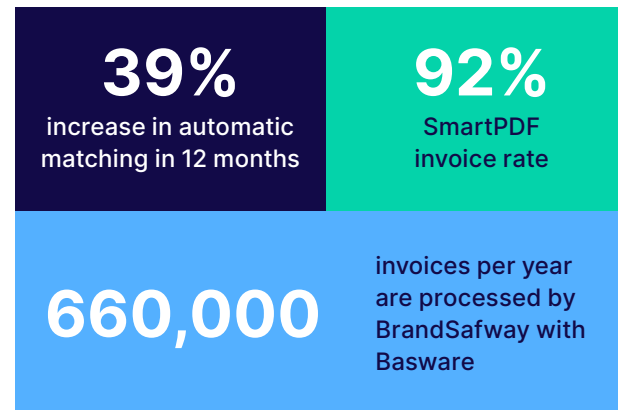 39%
increase in automatic
matching in 12 months
92%
SmartPDF
invoice rate
660,000
invoices per year
are processed by
BrandSafway with
Basware